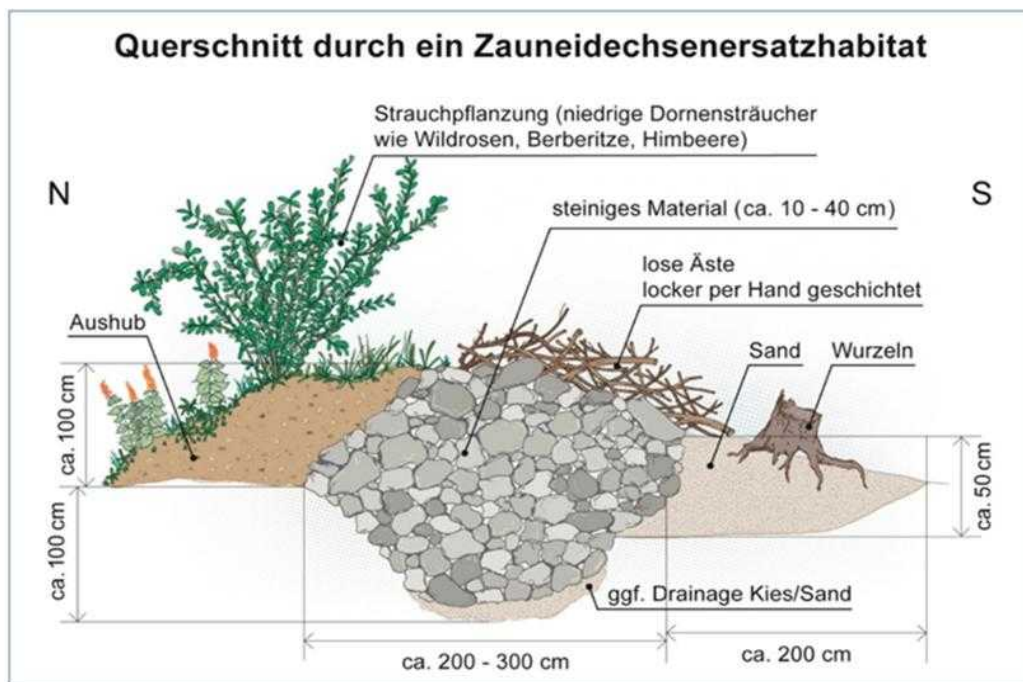 Querschnitt durch ein Zauneidechsenersatzhabitat
Strauchpflanzung (niedrige Dornensträucher
wie Wildrosen, Berberitze, Himbeere)
N
S
steiniges Material (ca. 10 - 40 cm)
lose Äste
locker per Hand geschichtet
Aushub
Sand
Wurzeln
ca. 100 cm
ca. 50 cm
ca. 100 cm
ggf. Drainage Kies/Sand
ca. 200 - 300 cm
ca. 200 cm